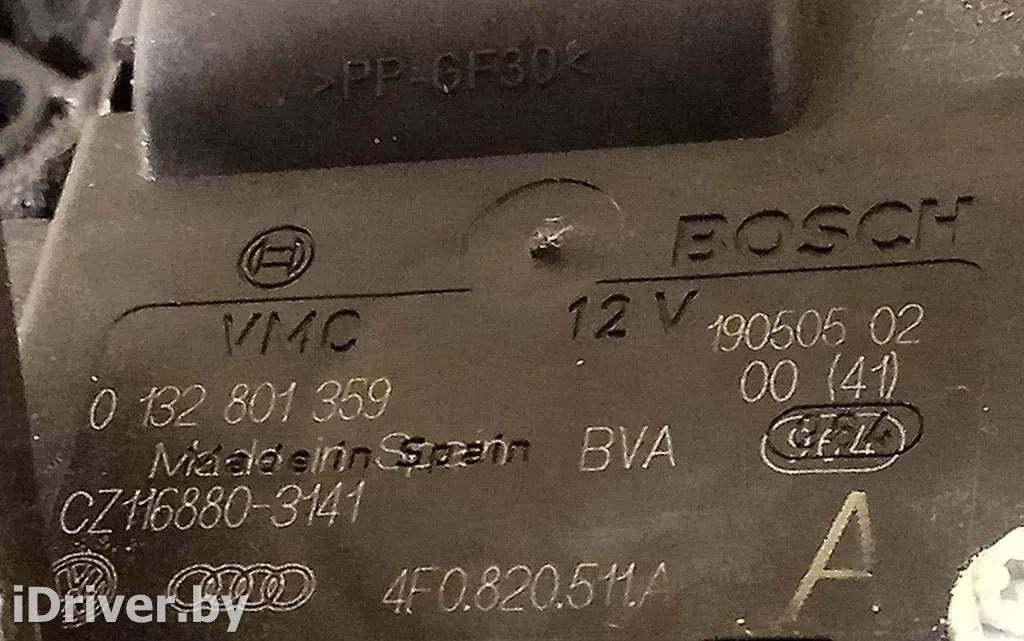 >PP-GF30<
BOSCH
VMC 12 V 190505 02
00 (41)
0 132 801 359
Made in Spain BVA
CZ116880-3141
A
4F0.820.511.A
iDriver.by